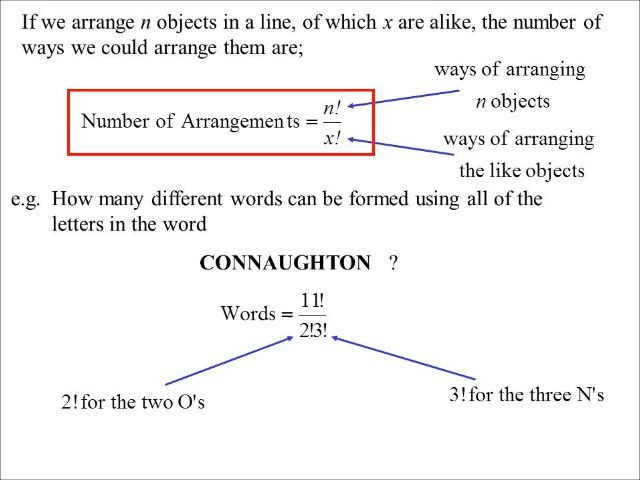 If we arrange n objects in a line, of which x are alike, the number of
ways we could arrange them are;
ways of arranging
n objects
Number of Arrangements = n!/x!
ways of arranging
the like objects
e.g. How many different words can be formed using all of the
letters in the word
CONNAUGHTON ?
Words = 11!/2!3!
2! for the two O's
3! for the three N's